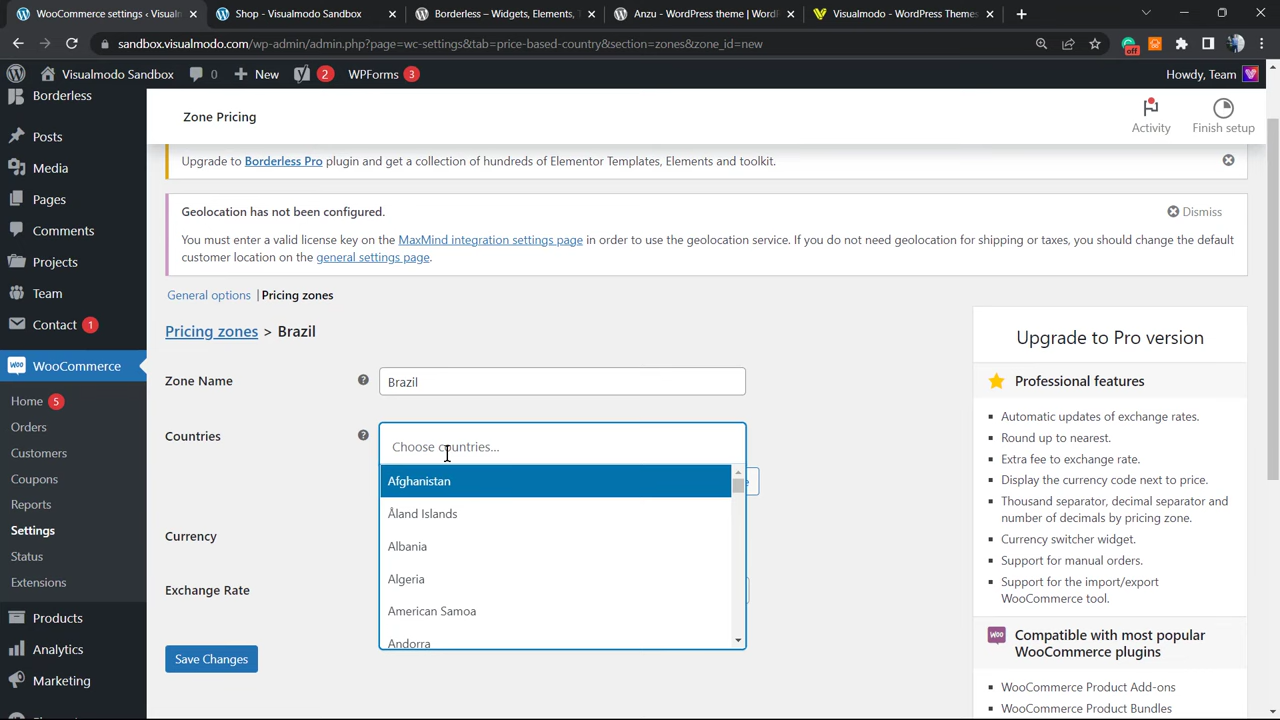 WooCommerce settings ‹ Visualmod
Shop - Visualmodo Sandbox
Borderless – Widgets, Elements, T
Anzu - WordPress theme | WordP
Visualmodo - WordPress Themes
sandbox.visualmodo.com/wp-admin/admin.php?page=wc-settings&tab=price-based-country&section=zones&zone_id=new
off
Visualmodo Sandbox
0
New
2
WPForms 3
Howdy, Team
Borderless
Posts
Media
Pages
Comments
Projects
Team
Contact 1
WooCommerce
Home 5
Orders
Customers
Coupons
Reports
Settings
Status
Extensions
Products
Analytics
Marketing
Zone Pricing
Activity
Finish setup
Upgrade to Borderless Pro plugin and get a collection of hundreds of Elementor Templates, Elements and toolkit.
Geolocation has not been configured.
Dismiss
You must enter a valid license key on the MaxMind integration settings page in order to use the geolocation service. If you do not need geolocation for shipping or taxes, you should change the default
customer location on the general settings page.
General options | Pricing zones
Pricing zones > Brazil
Zone Name
Brazil
Countries
Choose countries...
Afghanistan
Åland Islands
Albania
Algeria
American Samoa
Andorra
Currency
Exchange Rate
Save Changes
Upgrade to Pro version
Professional features
Automatic updates of exchange rates.
Round up to nearest.
Extra fee to exchange rate.
Display the currency code next to price.
Thousand separator, decimal separator and
number of decimals by pricing zone.
Currency switcher widget.
Support for manual orders.
Support for the import/export
WooCommerce tool.
Woo
Compatible with most popular
WooCommerce plugins
WooCommerce Product Add-ons
WooCommerce Product Bundles